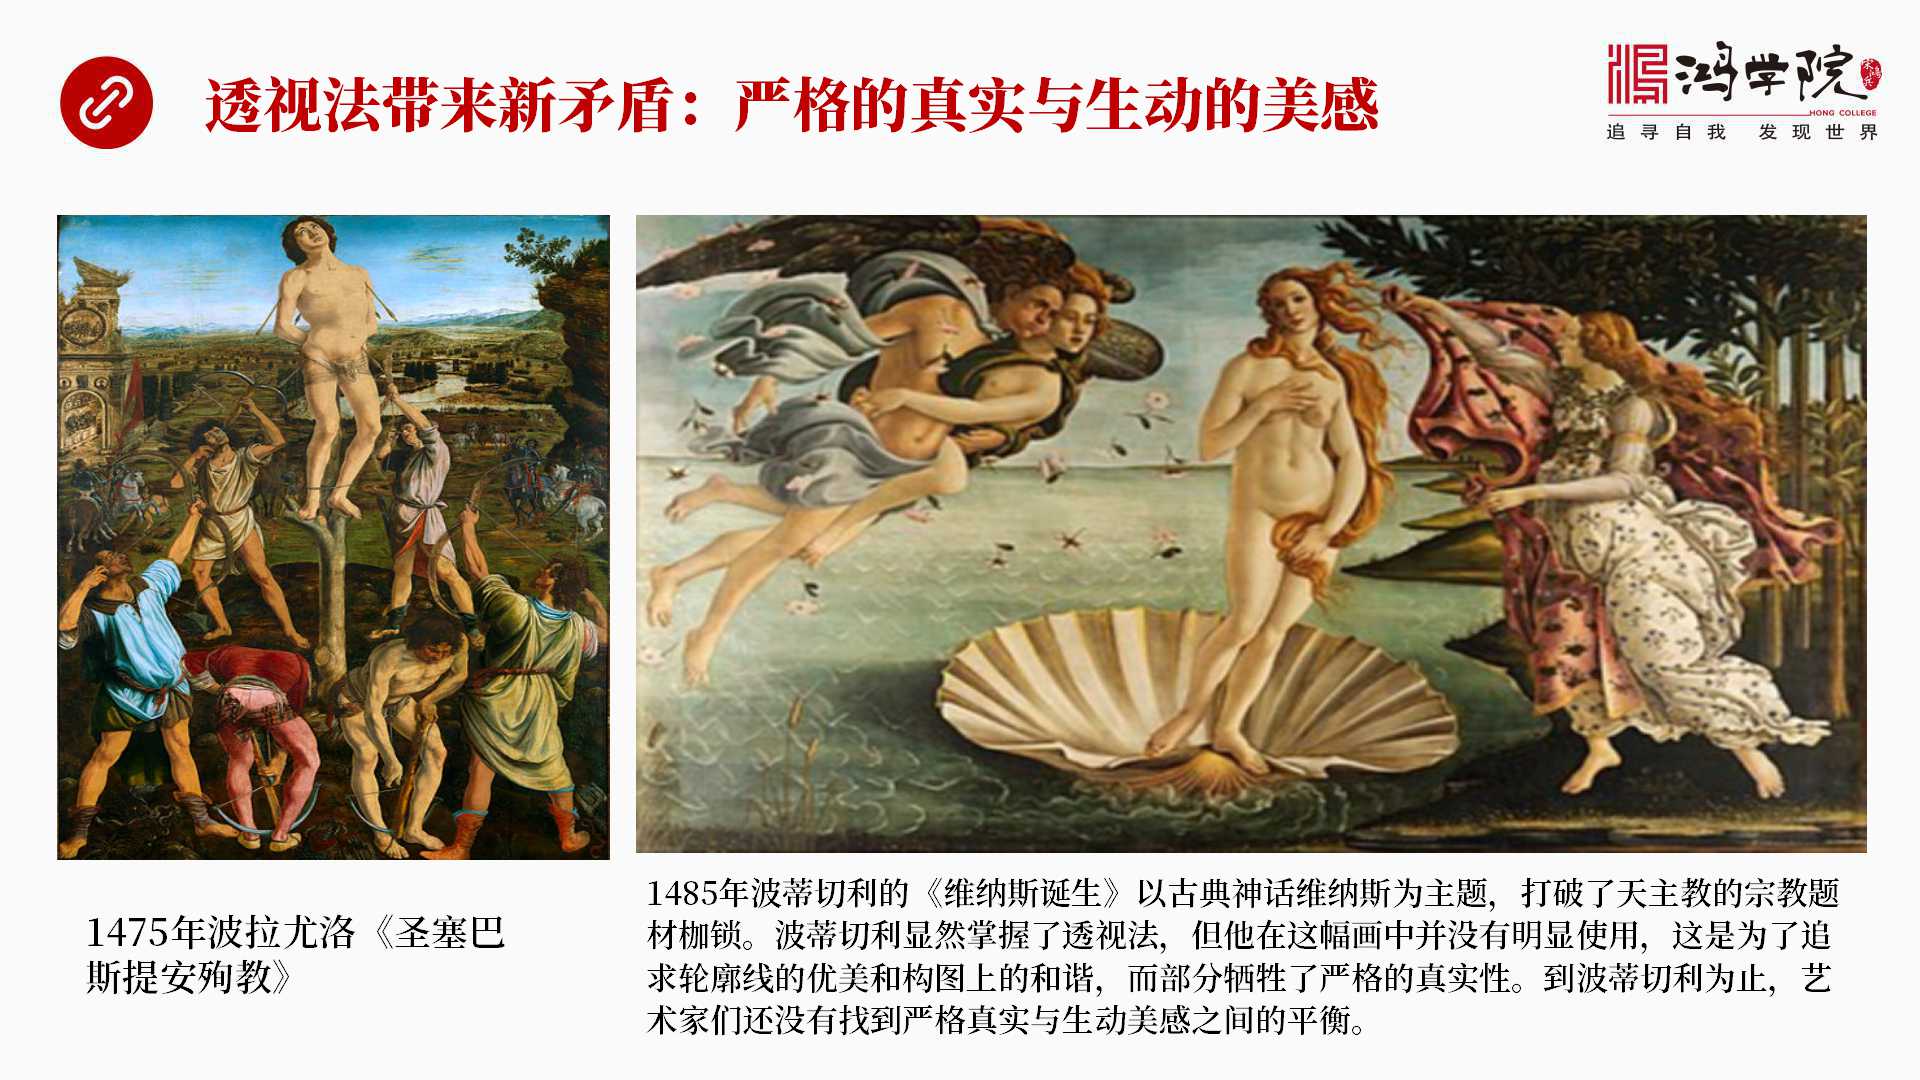 透视法带来新矛盾：严格的真实与生动的美感
鸿学院
宋鸿兵
HONG COLLEGE
追寻自我 发现世界
1475年波拉尤洛《圣塞巴
斯提安殉教》
1485年波蒂切利的《维纳斯诞生》以古典神话维纳斯为主题，打破了天主教的宗教题
材枷锁。波蒂切利显然掌握了透视法，但他在这幅画中并没有明显使用，这是为了追
求轮廓线的优美和构图上的和谐，而部分牺牲了严格的真实性。到波蒂切利为止，艺
术家们还没有找到严格真实与生动美感之间的平衡。